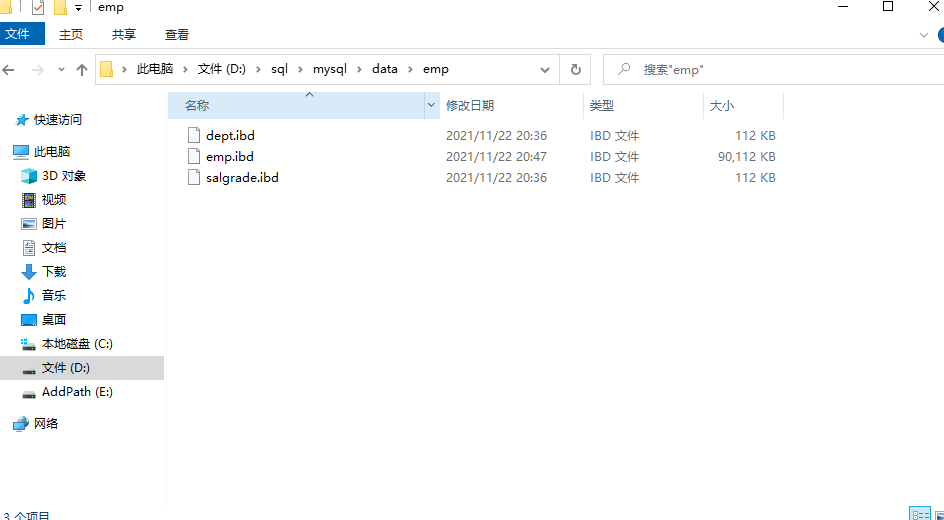 emp
文件 主页 共享 查看
此电脑 文件 (D:) sql mysql data emp 搜索"emp"
名称 修改日期 类型 大小
dept.ibd 2021/11/22 20:36 IBD 文件 112 KB
emp.ibd 2021/11/22 20:47 IBD 文件 90,112 KB
salgrade.ibd 2021/11/22 20:36 IBD 文件 112 KB
快速访问
此电脑
3D 对象
视频
图片
文档
下载
音乐
桌面
本地磁盘 (C:)
文件 (D:)
AddPath (E:)
网络
3 个项目